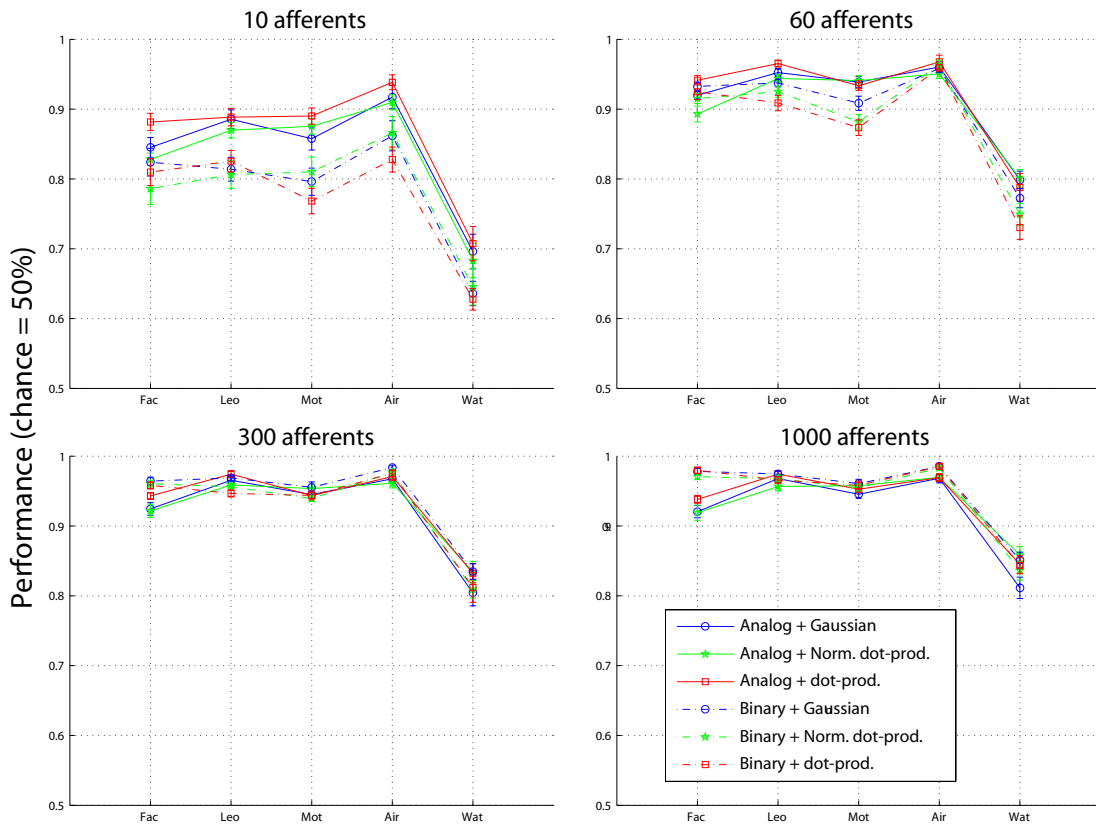 10 afferents
60 afferents
Performance (chance = 50%)
1
0.9
0.8
0.7
0.6
0.5
Fac Leo Mot Air Wat
1
0.9
0.8
0.7
0.6
0.5
Fac Leo Mot Air Wat
300 afferents
1000 afferents
1
0.9
0.8
0.7
0.6
0.5
Fac Leo Mot Air Wat
1
0.8
0.7
0.6
0.5
Fac Leo Mot Air Wat
Analog + Gaussian
Analog + Norm. dot-prod.
Analog + dot-prod.
Binary + Gaussian
Binary + Norm. dot-prod.
Binary + dot-prod.